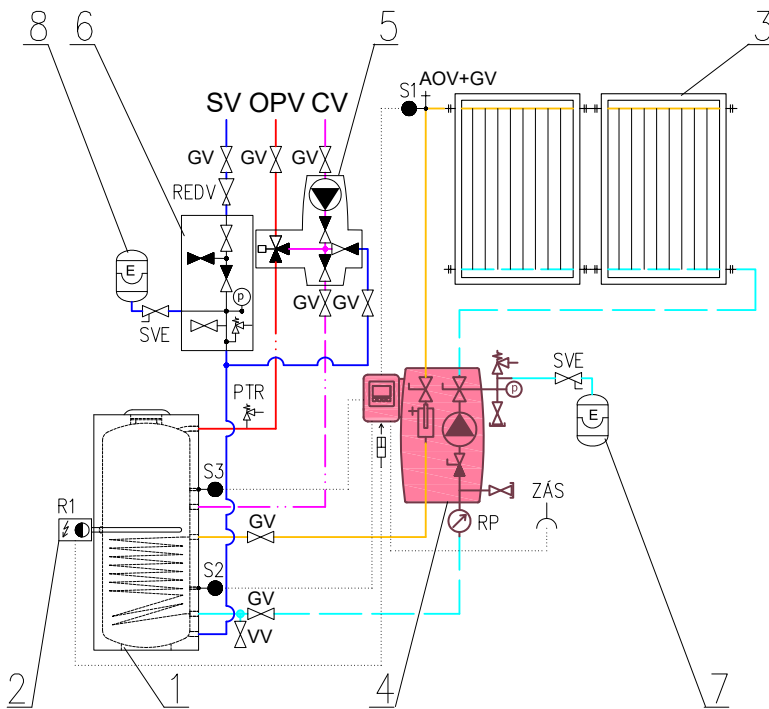 8 6 5 3
S1 AOV+GV
SV OPV CV
GV GV GV
REDV
E
p
SVE
GV GV
PTR
SVE
p
E
S3
ZÁS
R1
GV
RP
S2
GV
VV
2 1 4 7